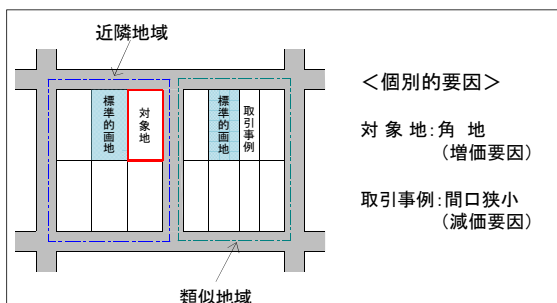 近隣地域
標準的画地
対象地
標準的画地
取引事例
<個別的要因>
対象地:角地
(増価要因)
取引事例:間口狭小
(減価要因)
類似地域